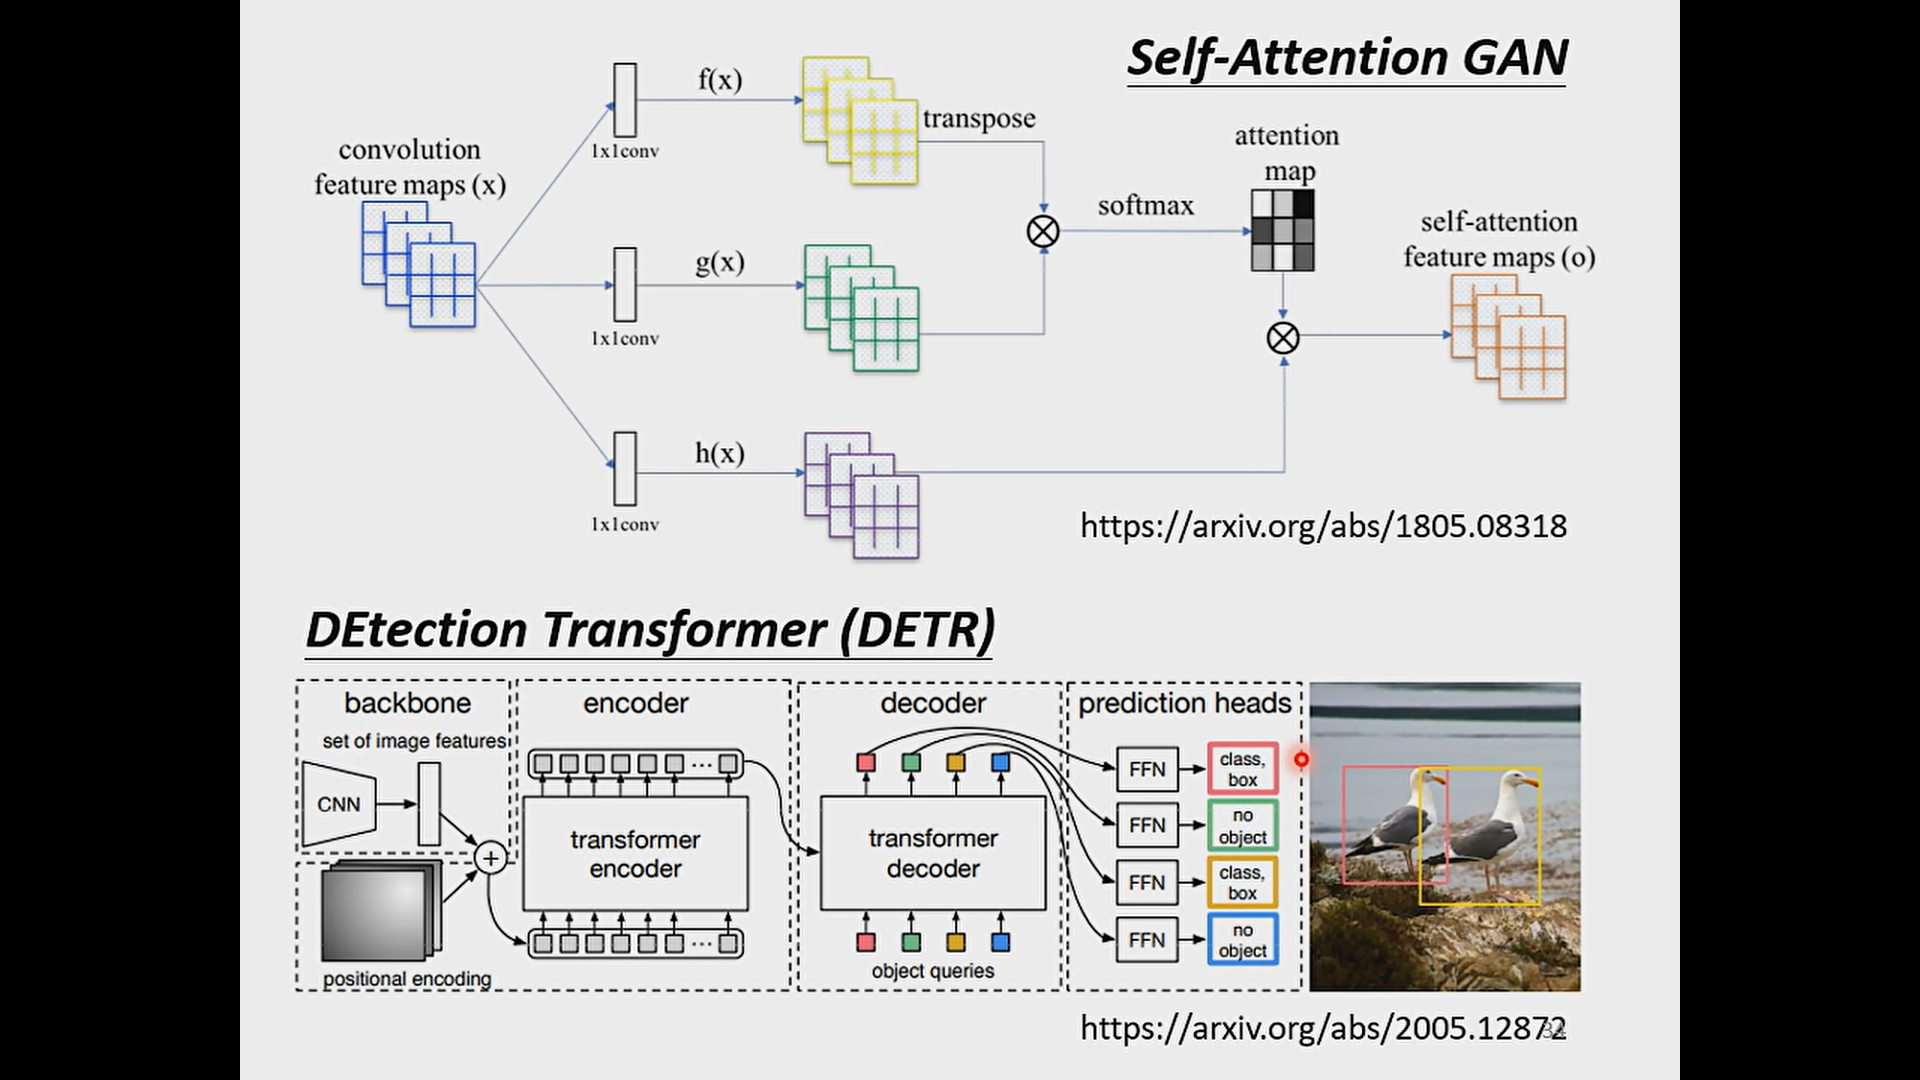 Self-Attention GAN
convolution
feature maps (x)
1x1conv
f(x)
transpose
1x1conv
g(x)
1x1conv
h(x)
softmax
attention
map
self-attention
feature maps (o)
https://arxiv.org/abs/1805.08318
DEtection Transformer (DETR)
backbone
set of image features
CNN
+
positional encoding
encoder
...
transformer
encoder
...
decoder
transformer
decoder
object queries
prediction heads
FFN
class,
box
FFN
no
object
FFN
class,
box
FFN
no
object
https://arxiv.org/abs/2005.12872
34